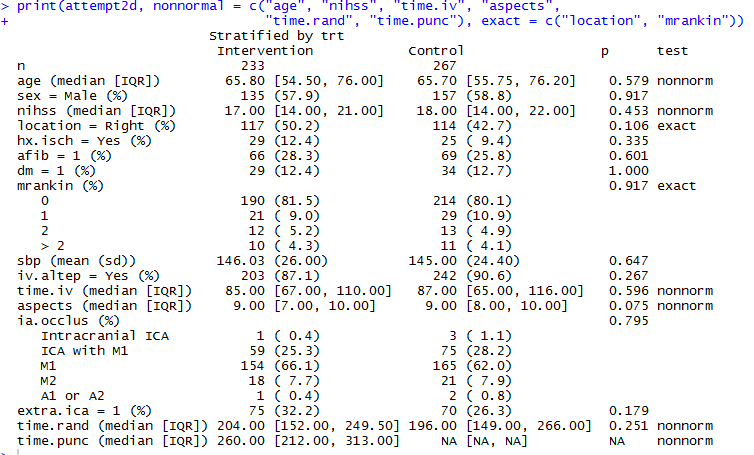 > print(attempt2d, nonnormal = c("age", "nihss", "time.iv", "aspects",
+                                "time.rand", "time.punc"), exact = c("location", "mrankin"))
                          Stratified by trt
                           Intervention            Control                 p      test
  n                           233                     267
  age (median [IQR])        65.80 [54.50, 76.00]    65.70 [55.75, 76.20]    0.579 nonnorm
  sex = Male (%)              135 (57.9)              157 (58.8)            0.917
  nihss (median [IQR])      17.00 [14.00, 21.00]    18.00 [14.00, 22.00]    0.453 nonnorm
  location = Right (%)        117 (50.2)              114 (42.7)            0.106 exact
  hx.isch = Yes (%)            29 (12.4)               25 ( 9.4)            0.335
  afib = 1 (%)                 66 (28.3)               69 (25.8)            0.601
  dm = 1 (%)                   29 (12.4)               34 (12.7)            1.000
  mrankin (%)                                                               0.917 exact
     0                        190 (81.5)              214 (80.1)
     1                         21 ( 9.0)               29 (10.9)
     2                         12 ( 5.2)               13 ( 4.9)
     > 2                       10 ( 4.3)               11 ( 4.1)
  sbp (mean (sd))          146.03 (26.00)          145.00 (24.40)           0.647
  iv.altep = Yes (%)          203 (87.1)              242 (90.6)            0.267
  time.iv (median [IQR])    85.00 [67.00, 110.00]   87.00 [65.00, 116.00]   0.596 nonnorm
  aspects (median [IQR])     9.00 [7.00, 10.00]      9.00 [8.00, 10.00]     0.075 nonnorm
  ia.occlus (%)                                                             0.795
     Intracranial ICA           1 ( 0.4)                3 ( 1.1)
     ICA with M1               59 (25.3)               75 (28.2)
     M1                       154 (66.1)              165 (62.0)
     M2                        18 ( 7.7)               21 ( 7.9)
     A1 or A2                   1 ( 0.4)                2 ( 0.8)
  extra.ica = 1 (%)            75 (32.2)               70 (26.3)            0.179
  time.rand (median [IQR]) 204.00 [152.00, 249.50] 196.00 [149.00, 266.00]  0.251 nonnorm
  time.punc (median [IQR]) 260.00 [212.00, 313.00]     NA [NA, NA]          NA    nonnorm
>